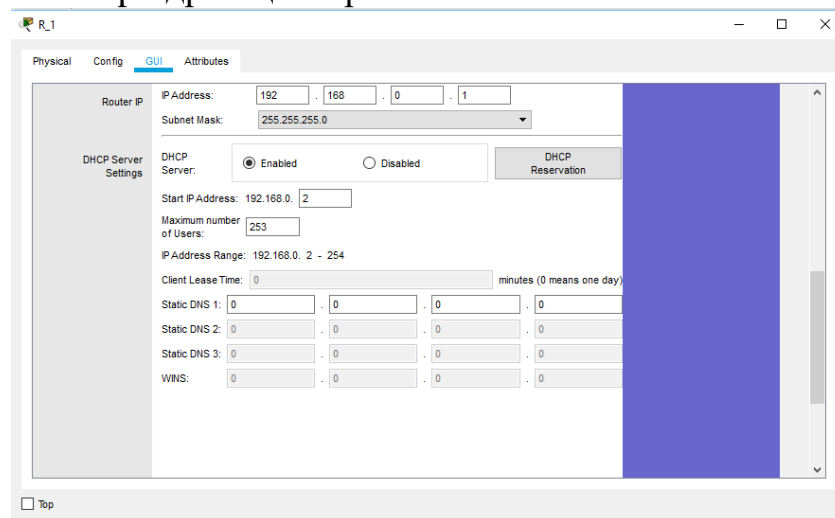 R_1
Physical Config GUI Attributes
Router IP
IP Address: 192 . 168 . 0 . 1
Subnet Mask: 255.255.255.0
DHCP Server Settings
DHCP Server: Enabled Disabled DHCP Reservation
Start IP Address: 192.168.0. 2
Maximum number of Users: 253
IP Address Range: 192.168.0. 2 - 254
Client Lease Time: 0 minutes (0 means one day)
Static DNS 1: 0 . 0 . 0 . 0
Static DNS 2: 0 . 0 . 0 . 0
Static DNS 3: 0 . 0 . 0 . 0
WINS: 0 . 0 . 0 . 0
Top